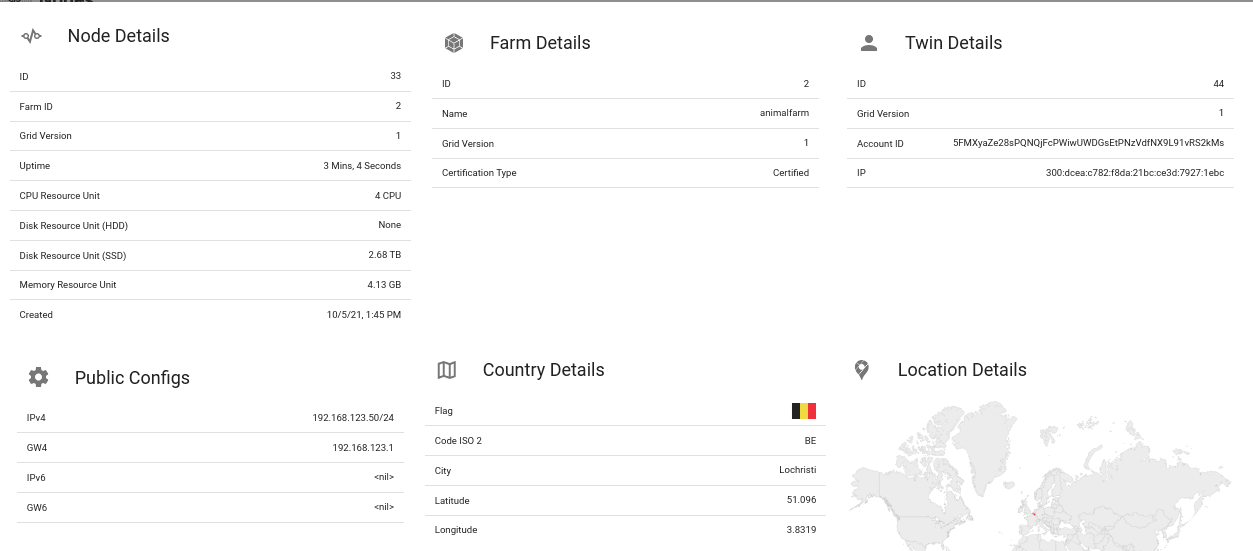 Node Details
ID 33
Farm ID 2
Grid Version 1
Uptime 3 Mins, 4 Seconds
CPU Resource Unit 4 CPU
Disk Resource Unit (HDD) None
Disk Resource Unit (SSD) 2.68 TB
Memory Resource Unit 4.13 GB
Created 10/5/21, 1:45 PM
Farm Details
ID 2
Name animalfarm
Grid Version 1
Certification Type Certified
Twin Details
ID 44
Grid Version 1
Account ID 5FMXyaZe28sPQNQjFcPWiwUWDGsEtPNzVdfNX9L91vRS2kMs
IP 300:dcea:c782:f8da:21bc:ce3d:7927:1ebc
Public Configs
IPv4 192.168.123.50/24
GW4 192.168.123.1
IPv6 <nil>
GW6 <nil>
Country Details
Flag
Code ISO 2 BE
City Lochristi
Latitude 51.096
Longitude 3.8319
Location Details